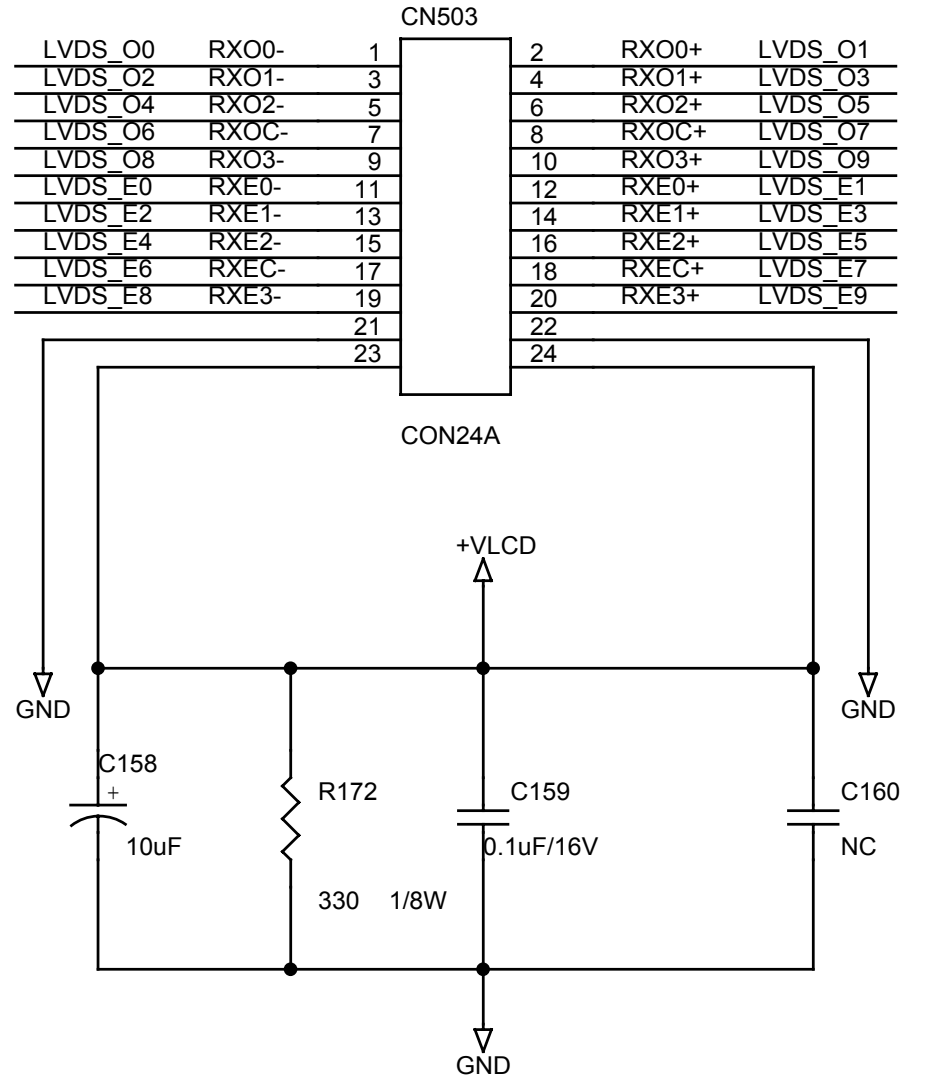 CN503
LVDS_O0 RXO0- 1 2 RXO0+ LVDS_O1
LVDS_O2 RXO1- 3 4 RXO1+ LVDS_O3
LVDS_O4 RXO2- 5 6 RXO2+ LVDS_O5
LVDS_O6 RXOC- 7 8 RXOC+ LVDS_O7
LVDS_O8 RXO3- 9 10 RXO3+ LVDS_O9
LVDS_E0 RXE0- 11 12 RXE0+ LVDS_E1
LVDS_E2 RXE1- 13 14 RXE1+ LVDS_E3
LVDS_E4 RXE2- 15 16 RXE2+ LVDS_E5
LVDS_E6 RXEC- 17 18 RXEC+ LVDS_E7
LVDS_E8 RXE3- 19 20 RXE3+ LVDS_E9
21 22
23 24
CON24A
+VLCD
GND GND
C158
+
10uF
R172
330 1/8W
C159
0.1uF/16V
C160
NC
GND